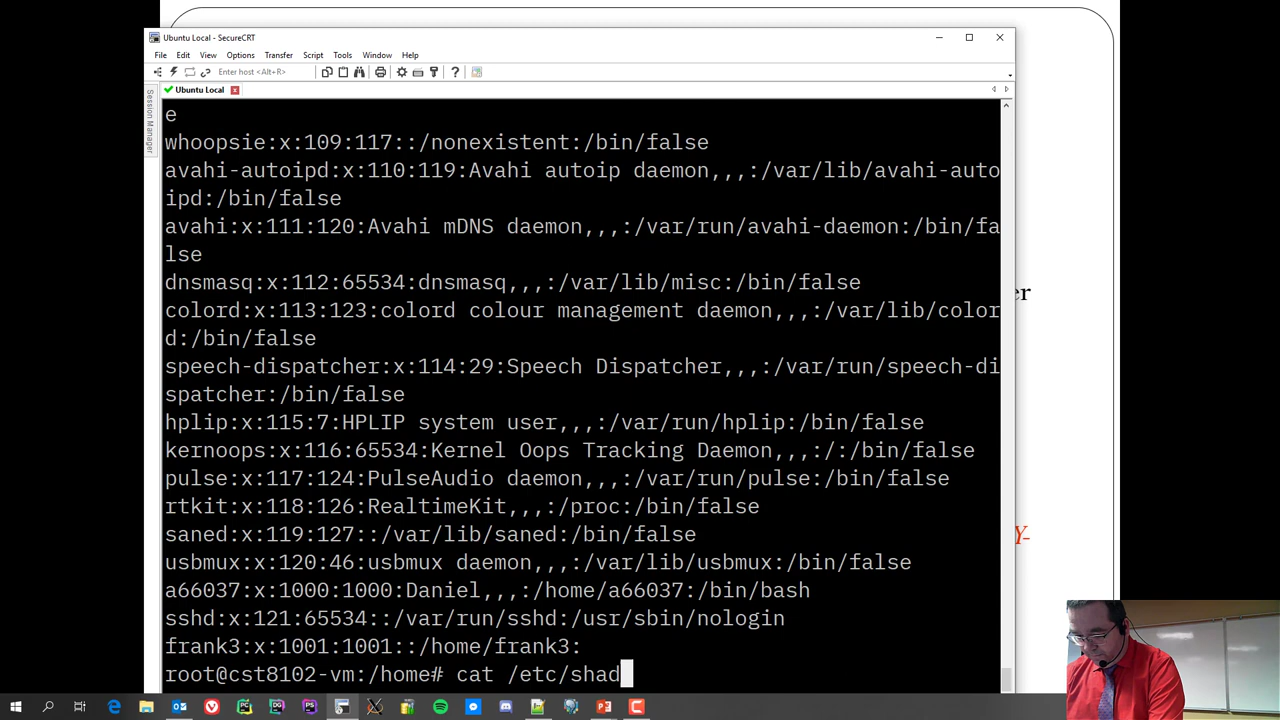 Ubuntu Local - SecureCRT
File Edit View Options Transfer Script Tools Window Help
Enter host <Alt+R>
Ubuntu Local
Session Manager
e
whoopsie:x:109:117::/nonexistent:/bin/false
avahi-autoipd:x:110:119:Avahi autoip daemon,,,:/var/lib/avahi-auto
ipd:/bin/false
avahi:x:111:120:Avahi mDNS daemon,,,:/var/run/avahi-daemon:/bin/fa
lse
dnsmasq:x:112:65534:dnsmasq,,,:/var/lib/misc:/bin/false
colord:x:113:123:colord colour management daemon,,,:/var/lib/color
d:/bin/false
speech-dispatcher:x:114:29:Speech Dispatcher,,,:/var/run/speech-di
spatcher:/bin/false
hplip:x:115:7:HPLIP system user,,,:/var/run/hplip:/bin/false
kernoops:x:116:65534:Kernel Oops Tracking Daemon,,,:/:/bin/false
pulse:x:117:124:PulseAudio daemon,,,:/var/run/pulse:/bin/false
rtkit:x:118:126:RealtimeKit,,,:/proc:/bin/false
saned:x:119:127::/var/lib/saned:/bin/false
usbmux:x:120:46:usbmux daemon,,,:/var/lib/usbmux:/bin/false
a66037:x:1000:1000:Daniel,,,:/home/a66037:/bin/bash
sshd:x:121:65534::/var/run/sshd:/usr/sbin/nologin
frank3:x:1001:1001::/home/frank3:
root@cst8102-vm:/home# cat /etc/shad
er
Y-